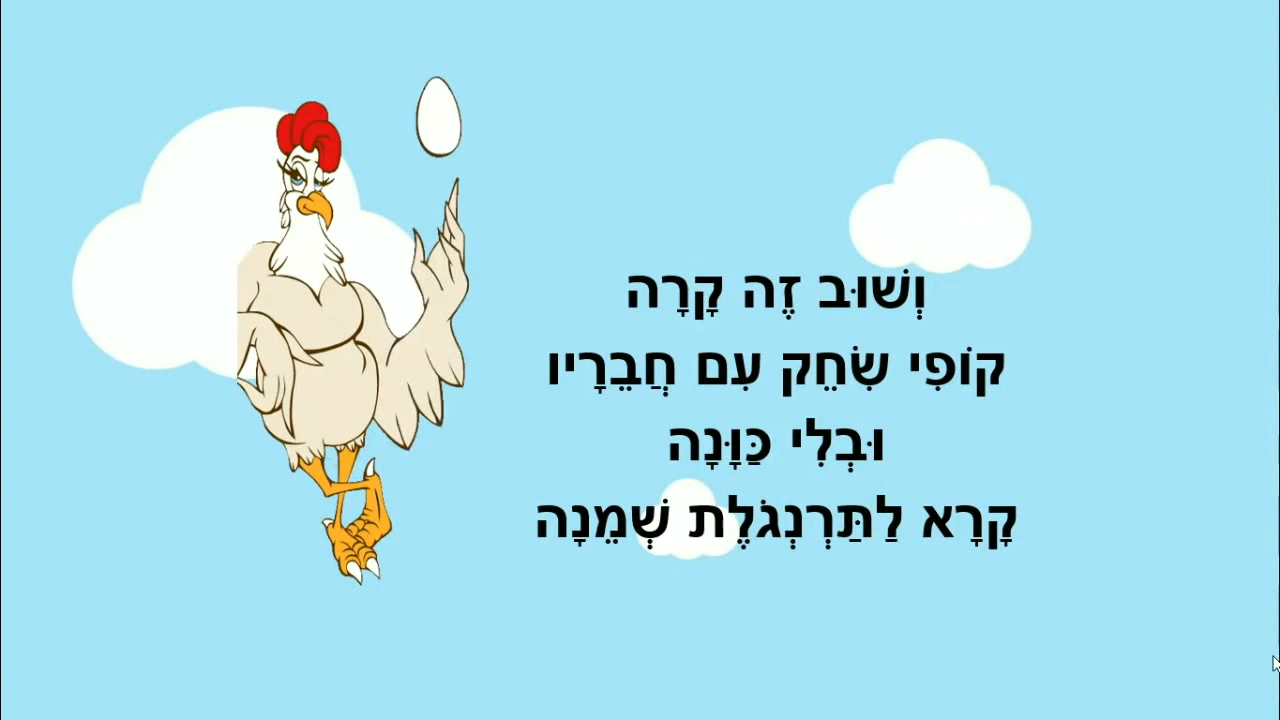 וְשׁוּב זֶה קָרָה
קוֹפִי שִׂחֵק עִם חֲבֵרָיו
וּבְלִי כַּוָּנָה
קָרָא לַתַּרְנְגֹלֶת שְׁמֵנָה